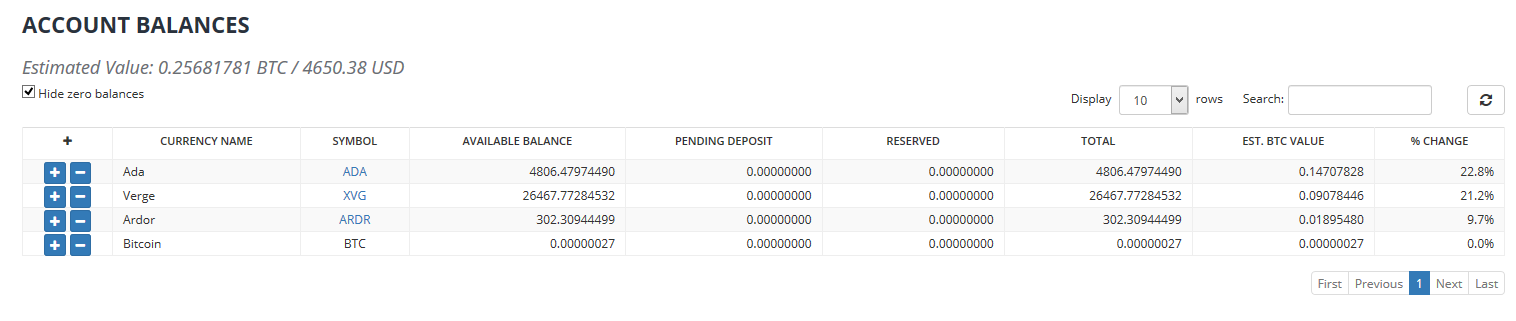 ACCOUNT BALANCES
Estimated Value: 0.25681781 BTC / 4650.38 USD
Hide zero balances
Display 10 rows Search:
+ CURRENCY NAME SYMBOL AVAILABLE BALANCE PENDING DEPOSIT RESERVED TOTAL EST. BTC VALUE % CHANGE
+ − Ada ADA 4806.47974490 0.00000000 0.00000000 4806.47974490 0.14707828 22.8%
+ − Verge XVG 26467.77284532 0.00000000 0.00000000 26467.77284532 0.09078446 21.2%
+ − Ardor ARDR 302.30944499 0.00000000 0.00000000 302.30944499 0.01895480 9.7%
+ − Bitcoin BTC 0.00000027 0.00000000 0.00000000 0.00000027 0.00000027 0.0%
First Previous 1 Next Last